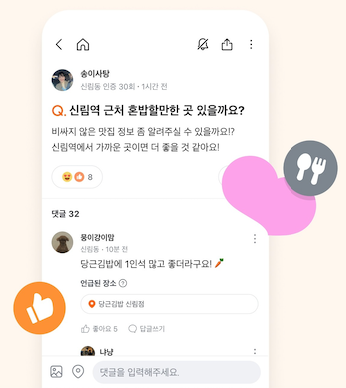 송이사탕
신림동 인증 30회 · 1시간 전
Q. 신림역 근처 혼밥할만한 곳 있을까요?
비싸지 않은 맛집 정보 좀 알려주실 수 있을까요!?
신림역에서 가까운 곳이면 더 좋을 것 같아요!
8
댓글 32
몽이강이맘
신림동 · 10분 전
당근김밥에 1인석 많고 좋더라구요! 🥕
언급된 장소 ?
당근김밥 신림점
좋아요 5 답글쓰기
나냥
댓글을 입력해주세요.